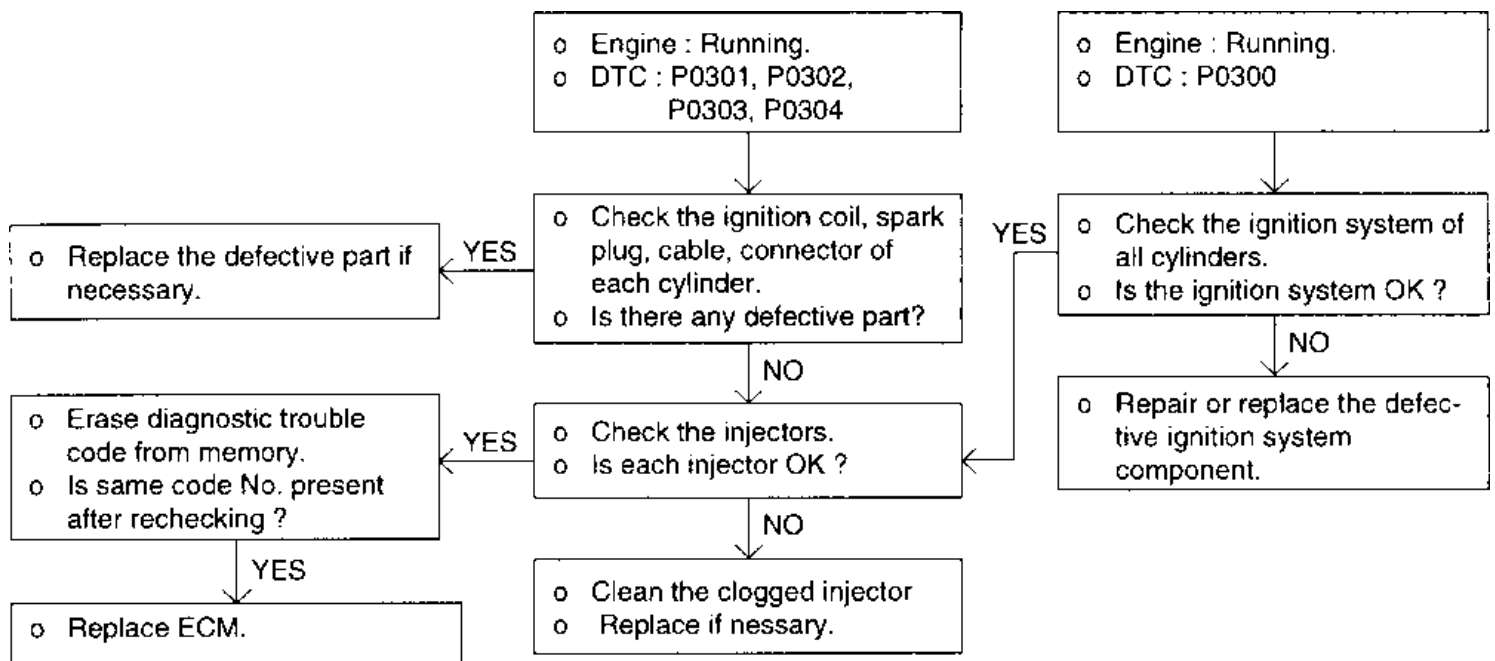 o Engine : Running.
o DTC : P0301, P0302,
P0303, P0304
o Engine : Running.
o DTC : P0300
o Check the ignition coil, spark
plug, cable, connector of
each cylinder.
o Is there any defective part?
YES
o Replace the defective part if
necessary.
YES
o Check the ignition system of
all cylinders.
o Is the ignition system OK ?
NO
NO
o Repair or replace the defec-
tive ignition system
component.
o Check the injectors.
o Is each injector OK ?
YES
o Erase diagnostic trouble
code from memory.
o Is same code No. present
after rechecking ?
NO
YES
o Clean the clogged injector
o Replace if nessary.
o Replace ECM.